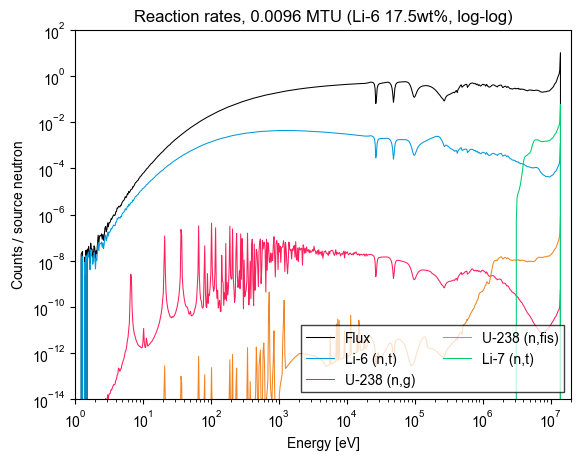 Reaction rates, 0.0096 MTU (Li-6 17.5wt%, log-log)
Counts / source neutron
10^2
10^0
10^−2
10^−4
10^−6
10^−8
10^−10
10^−12
10^−14
Flux
Li-6 (n,t)
U-238 (n,g)
U-238 (n,fis)
Li-7 (n,t)
10^0 10^1 10^2 10^3 10^4 10^5 10^6 10^7
Energy [eV]